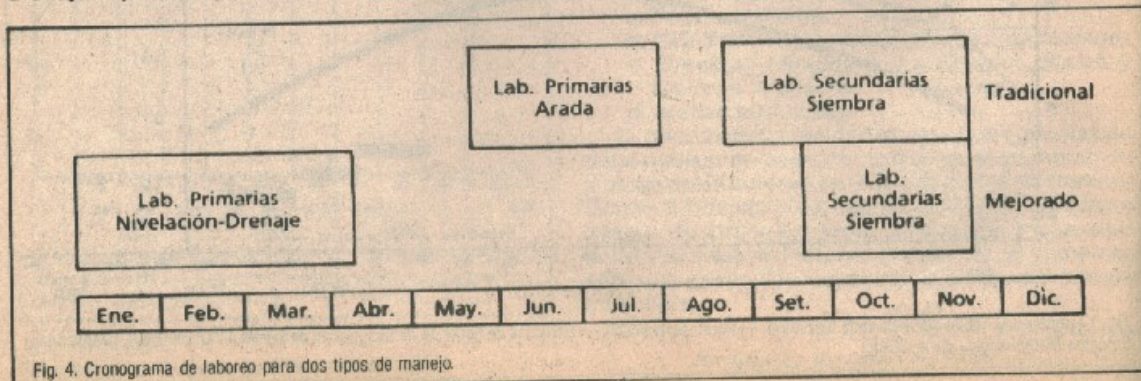 Lab. Primarias
Arada
Lab. Secundarias
Siembra
Tradicional
Lab. Primarias
Nivelación-Drenaje
Lab.
Secundarias
Siembra
Mejorado
Ene. Feb. Mar. Abr. May. Jun. Jul. Ago. Set. Oct. Nov. Dic.
Fig. 4. Cronograma de laboreo para dos tipos de manejo.